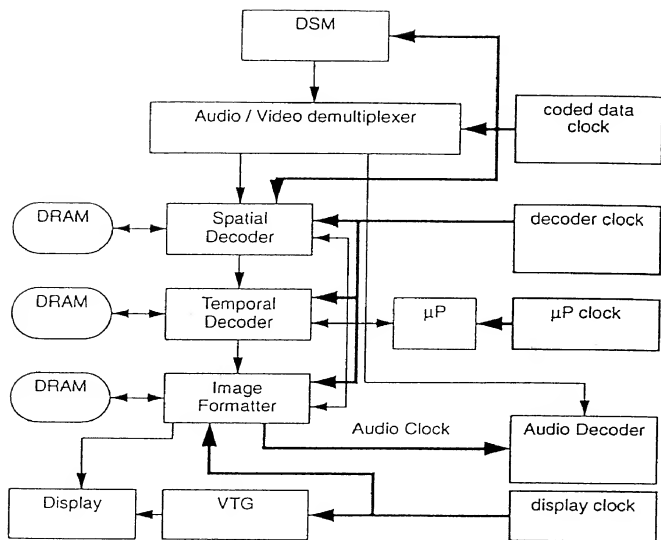 DSM
Audio / Video demultiplexer
coded data
clock
DRAM
Spatial
Decoder
decoder clock
DRAM
Temporal
Decoder
µP
µP clock
DRAM
Image
Formatter
Audio Clock
Audio Decoder
Display
VTG
display clock